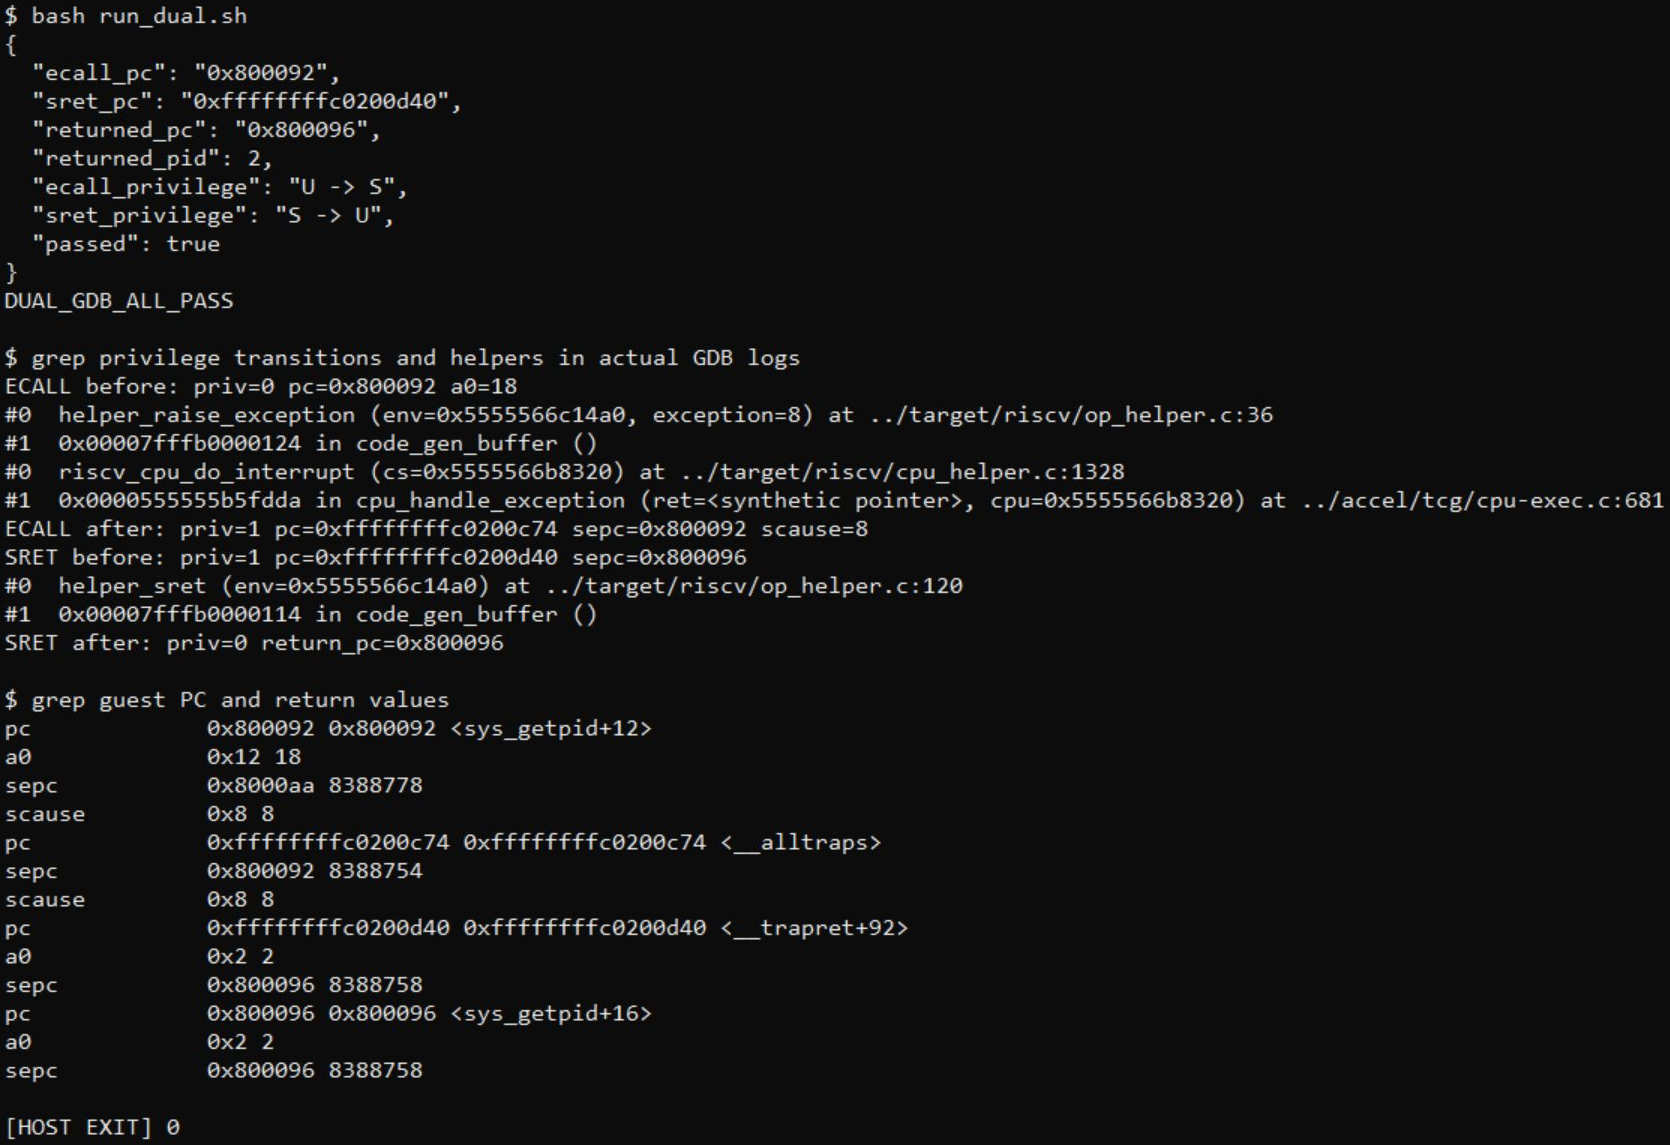 $ bash run_dual.sh
{
  "ecall_pc": "0x800092",
  "sret_pc": "0xffffffffc0200d40",
  "returned_pc": "0x800096",
  "returned_pid": 2,
  "ecall_privilege": "U -> S",
  "sret_privilege": "S -> U",
  "passed": true
}
DUAL_GDB_ALL_PASS

$ grep privilege transitions and helpers in actual GDB logs
ECALL before: priv=0 pc=0x800092 a0=18
#0  helper_raise_exception (env=0x5555566c14a0, exception=8) at ../target/riscv/op_helper.c:36
#1  0x00007fffb0000124 in code_gen_buffer ()
#0  riscv_cpu_do_interrupt (cs=0x5555566b8320) at ../target/riscv/cpu_helper.c:1328
#1  0x0000555555b5fdda in cpu_handle_exception (ret=<synthetic pointer>, cpu=0x5555566b8320) at ../accel/tcg/cpu-exec.c:681
ECALL after: priv=1 pc=0xffffffffc0200c74 sepc=0x800092 scause=8
SRET before: priv=1 pc=0xffffffffc0200d40 sepc=0x800096
#0  helper_sret (env=0x5555566c14a0) at ../target/riscv/op_helper.c:120
#1  0x00007fffb0000114 in code_gen_buffer ()
SRET after: priv=0 return_pc=0x800096

$ grep guest PC and return values
pc             0x800092 0x800092 <sys_getpid+12>
a0             0x12 18
sepc           0x8000aa 8388778
scause         0x8 8
pc             0xffffffffc0200c74 0xffffffffc0200c74 <__alltraps>
sepc           0x800092 8388754
scause         0x8 8
pc             0xffffffffc0200d40 0xffffffffc0200d40 <__trapret+92>
a0             0x2 2
sepc           0x800096 8388758
pc             0x800096 0x800096 <sys_getpid+16>
a0             0x2 2
sepc           0x800096 8388758

[HOST EXIT] 0